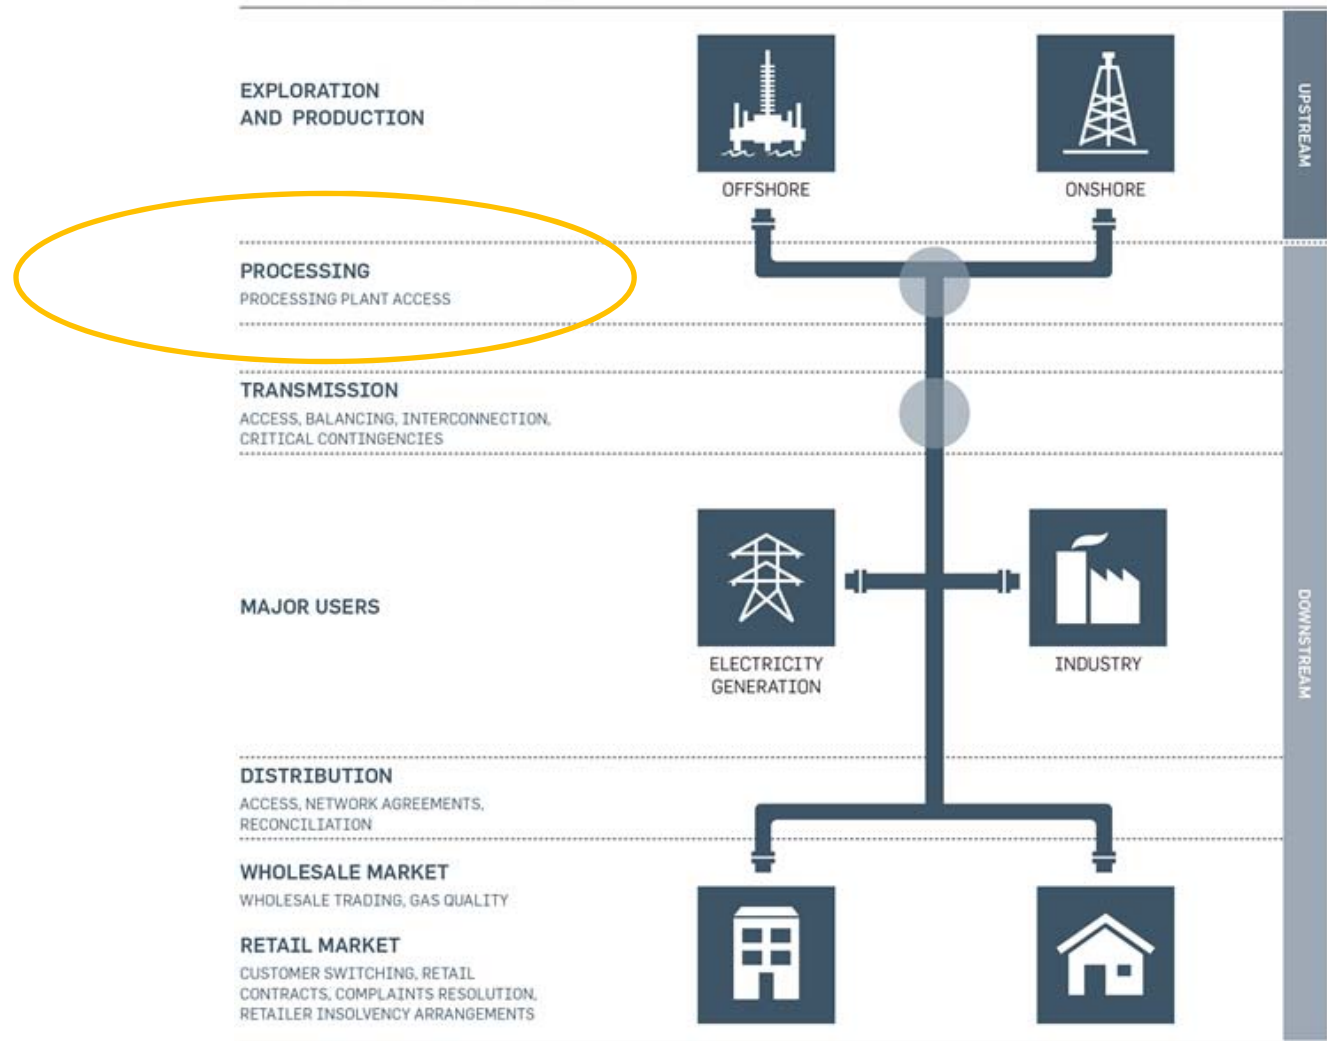 EXPLORATION
AND PRODUCTION
OFFSHORE
ONSHORE
UPSTREAM
PROCESSING
PROCESSING PLANT ACCESS
TRANSMISSION
ACCESS, BALANCING, INTERCONNECTION,
CRITICAL CONTINGENCIES
MAJOR USERS
ELECTRICITY
GENERATION
INDUSTRY
DOWNSTREAM
DISTRIBUTION
ACCESS, NETWORK AGREEMENTS,
RECONCILIATION
WHOLESALE MARKET
WHOLESALE TRADING, GAS QUALITY
RETAIL MARKET
CUSTOMER SWITCHING, RETAIL
CONTRACTS, COMPLAINTS RESOLUTION,
RETAILER INSOLVENCY ARRANGEMENTS